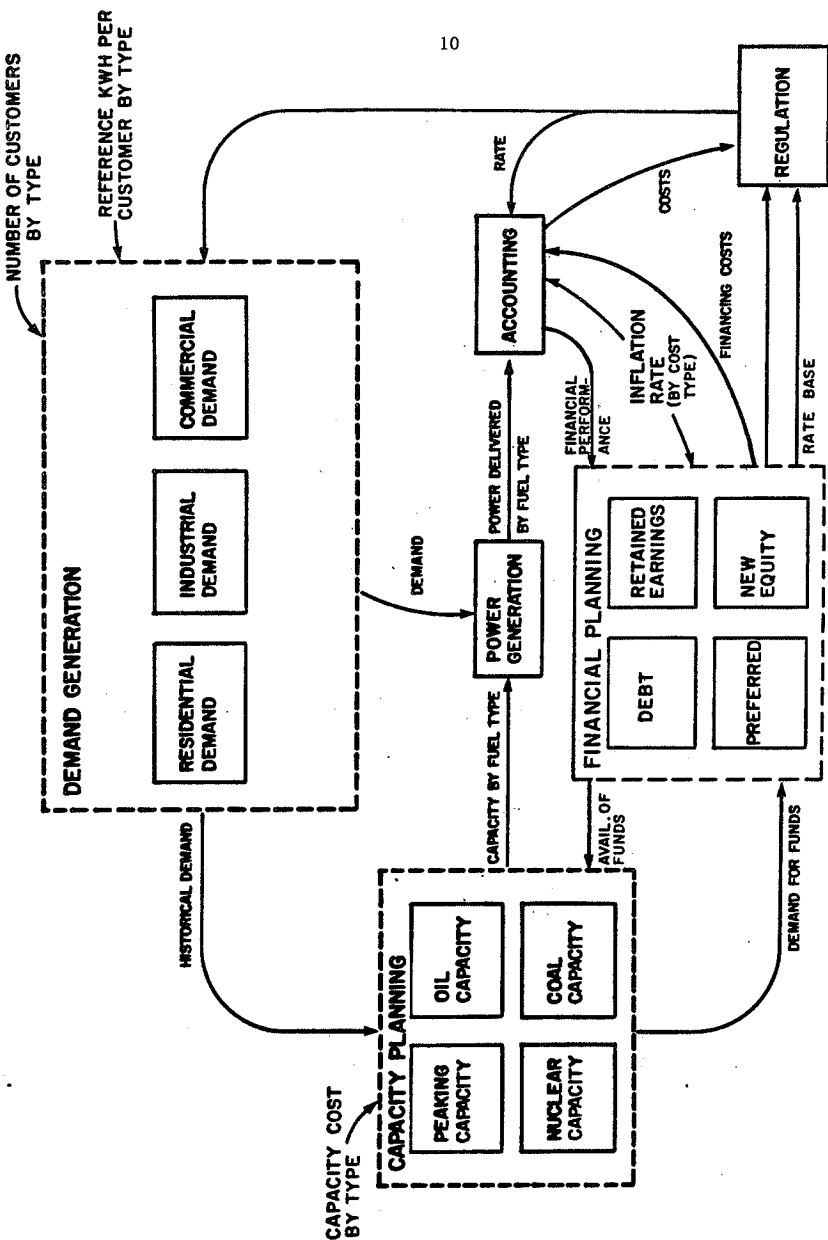 10
NUMBER OF CUSTOMERS
BY TYPE
REFERENCE KWH PER
CUSTOMER BY TYPE
DEMAND GENERATION
RESIDENTIAL
DEMAND
INDUSTRIAL
DEMAND
COMMERCIAL
DEMAND
HISTORICAL DEMAND
DEMAND
RATE
CAPACITY COST
BY TYPE
CAPACITY PLANNING
PEAKING
CAPACITY
OIL
CAPACITY
NUCLEAR
CAPACITY
COAL
CAPACITY
CAPACITY BY FUEL TYPE
POWER
GENERATION
POWER DELIVERED
BY FUEL TYPE
ACCOUNTING
COSTS
REGULATION
AVAIL. OF
FUNDS
FINANCIAL
PERFORM-
ANCE
INFLATION
RATE
(BY COST
TYPE)
FINANCING COSTS
RATE BASE
FINANCIAL PLANNING
DEBT
RETAINED
EARNINGS
PREFERRED
NEW
EQUITY
DEMAND FOR FUNDS